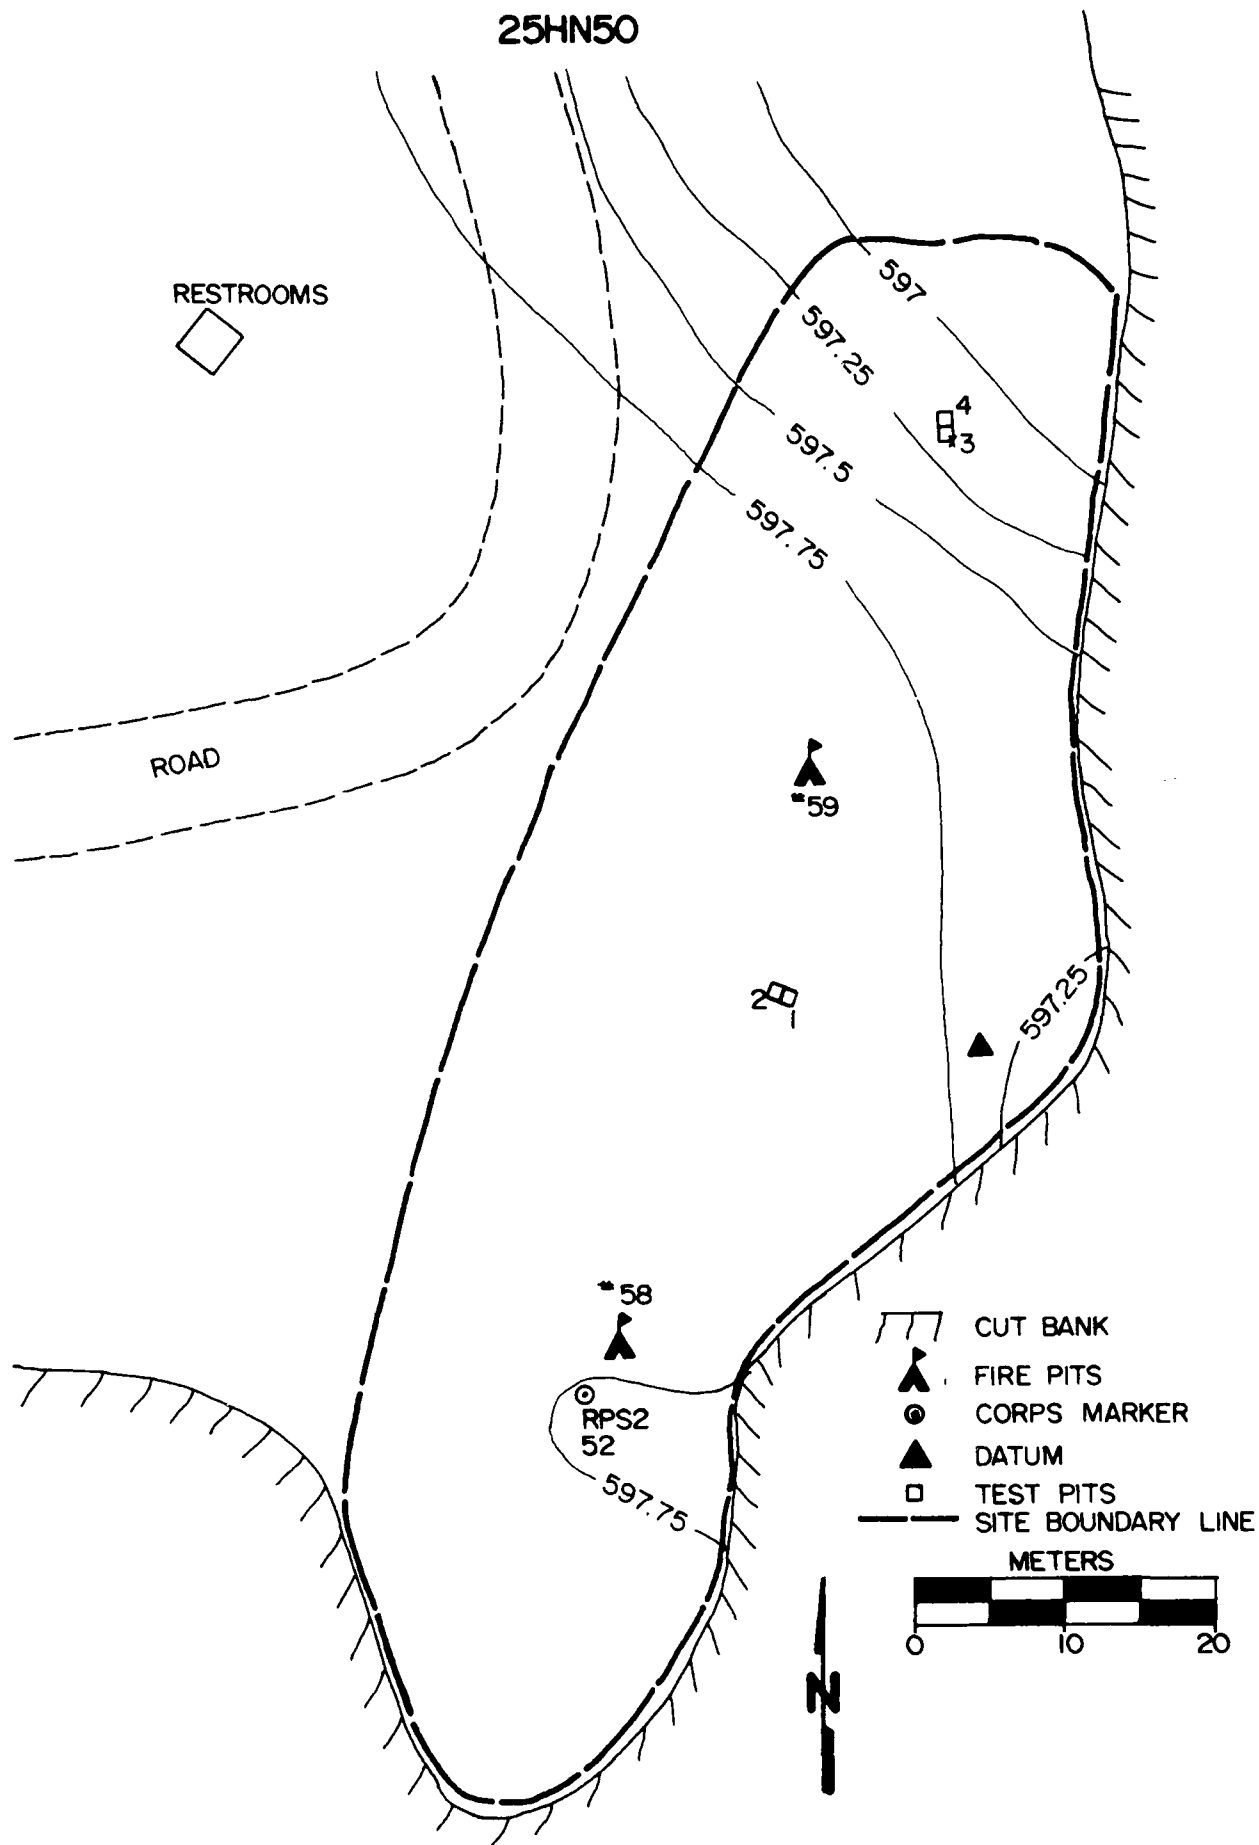 25HN50
RESTROOMS
597
597.25
4
3
597.5
597.75
ROAD
59
2
1
597.25
58
RPS2
52
597.75
CUT BANK
FIRE PITS
CORPS MARKER
DATUM
TEST PITS
SITE BOUNDARY LINE
METERS
0 10 20
N